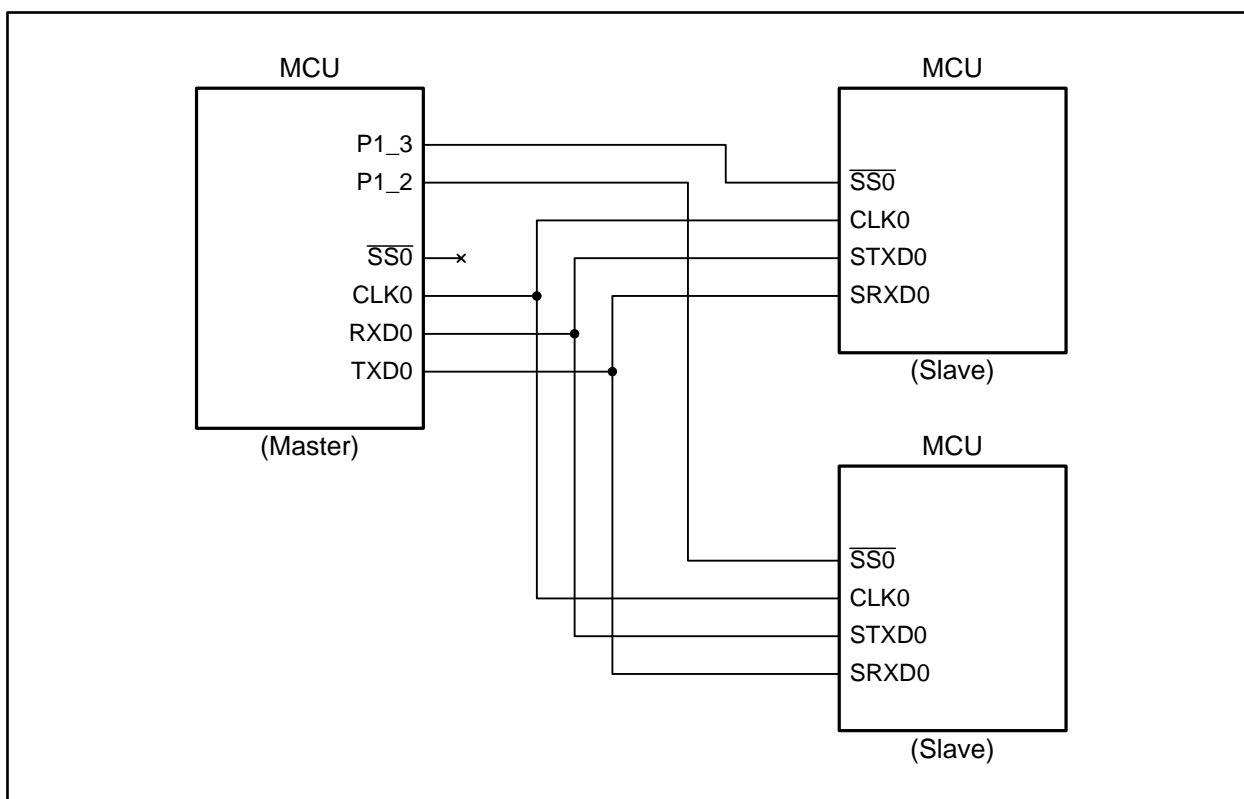 MCU
P1_3
P1_2
SS0
CLK0
RXD0
TXD0
(Master)
MCU
SS0
CLK0
STXD0
SRXD0
(Slave)
MCU
SS0
CLK0
STXD0
SRXD0
(Slave)